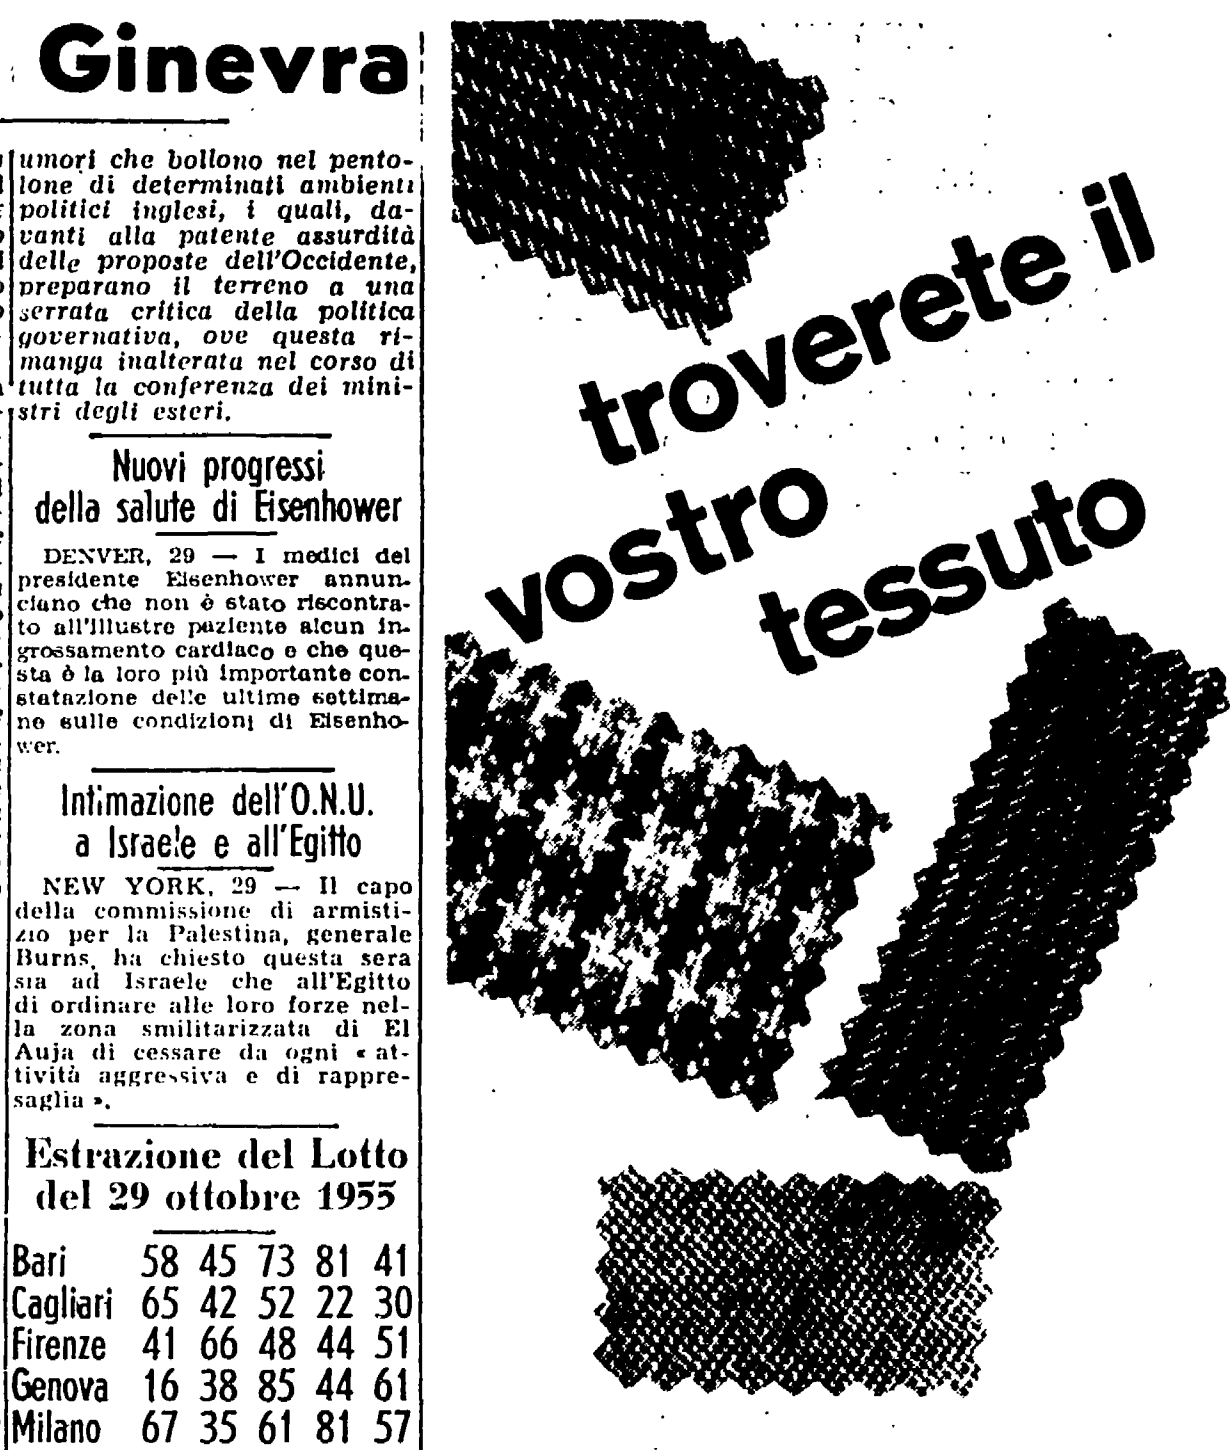 Ginevra
umori che bollono nel pento-
lone di determinati ambienti
politici inglesi, i quali, da-
vanti alla patente assurdità
delle proposte dell'Occidente,
preparano il terreno a una
serrata critica della politica
governativa, ove questa ri-
manga inalterata nel corso di
tutta la conferenza dei mini-
stri degli esteri.
Nuovi progressi
della salute di Eisenhower
DENVER, 29 — I medici del
presidente Eisenhower annun-
ciano che non è stato riscontra-
to all'illustre paziente alcun in-
grossamento cardiaco e che que-
sta è la loro più importante con-
statazione delle ultime settima-
ne sulle condizioni di Eisenho-
wer.
Intimazione dell'O.N.U.
a Israele e all'Egitto
NEW YORK, 29 — Il capo
della commissione di armisti-
zio per la Palestina, generale
Burns, ha chiesto questa sera
sia ad Israele che all'Egitto
di ordinare alle loro forze nel-
la zona smilitarizzata di El
Auja di cessare da ogni « at-
tività aggressiva e di rappre-
saglia ».
Estrazione del Lotto
del 29 ottobre 1955
Bari 58 45 73 81 41
Cagliari 65 42 52 22 30
Firenze 41 66 48 44 51
Genova 16 38 85 44 61
Milano 67 35 61 81 57
troverete il
vostro
tessuto